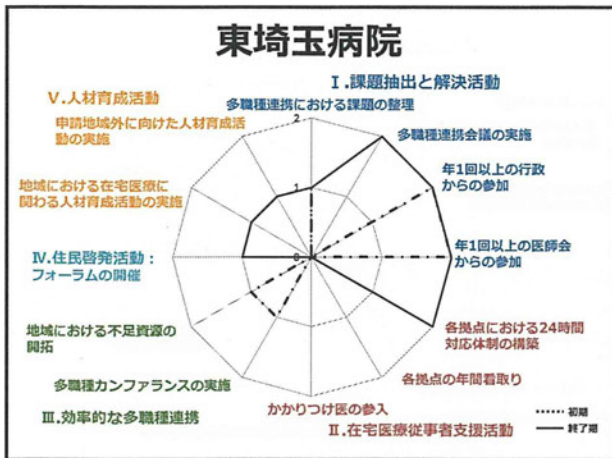 東埼玉病院
Ⅰ.課題抽出と解決活動
多職種連携における課題の整理
多職種連携会議の実施
年1回以上の行政
からの参加
年1回以上の医師会
からの参加
各拠点における24時間
対応体制の構築
各拠点の年間看取り
かかりつけ医の参入
Ⅱ.在宅医療従事者支援活動
Ⅴ.人材育成活動
申請地域外に向けた人材育成活
動の実施
地域における在宅医療に
関わる人材育成活動の実施
Ⅳ.住民啓発活動：
フォーラムの開催
地域における不足資源の
開拓
多職種カンファランスの実施
Ⅲ.効率的な多職種連携
2
1
0
初期
終了期